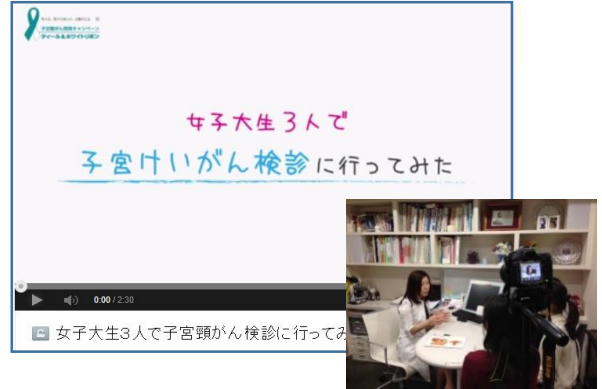 子宮頸がん啓発キャンペーン
ティール&ホワイトリボン
女子大生3人で
子宮けいがん検診に行ってみた
0:00 / 2:30
女子大生3人で子宮頸がん検診に行ってみ
Nikon